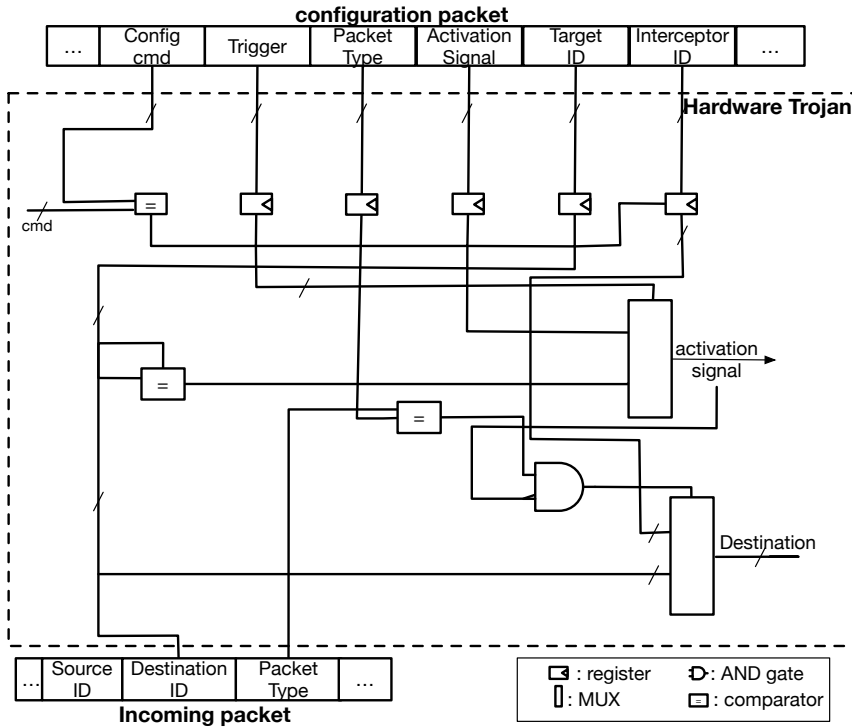 configuration packet
... Config cmd Trigger Packet Type Activation Signal Target ID Interceptor ID ...
Hardware Trojan
cmd
=
=
=
activation
signal
Destination
... Source ID Destination ID Packet Type ...
Incoming packet
: register
: AND gate
: MUX
= : comparator